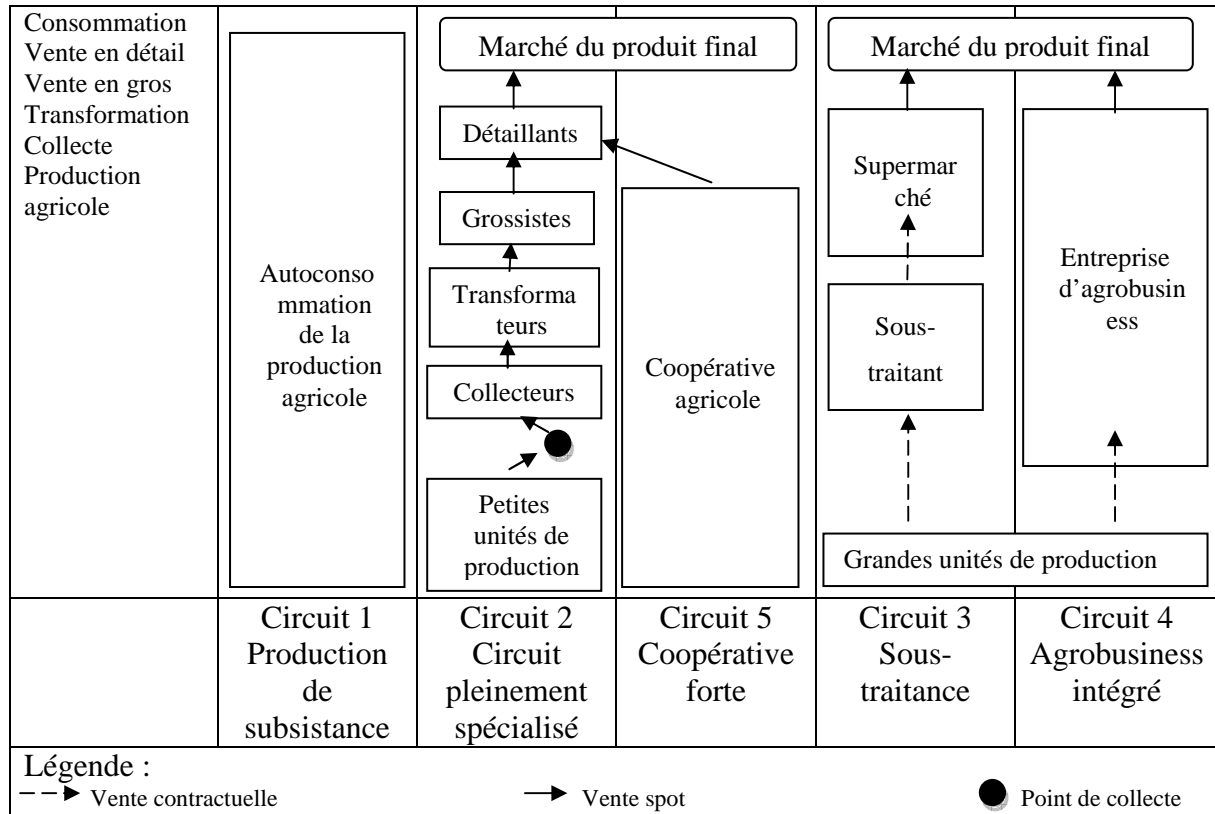 Consommation
Vente en détail
Vente en gros
Transformation
Collecte
Production
agricole
Autoconso
mmation
de la
production
agricole
Marché du produit final
Détaillants
Grossistes
Transforma
teurs
Collecteurs
Petites
unités de
production
Coopérative
agricole
Marché du produit final
Supermar
ché
Sous-
traitant
Entreprise
d’agrobusin
ess
Grandes unités de production
Circuit 1
Production
de
subsistance
Circuit 2
Circuit
pleinement
spécialisé
Circuit 5
Coopérative
forte
Circuit 3
Sous-
traitance
Circuit 4
Agrobusiness
intégré
Légende :
Vente contractuelle
Vente spot
Point de collecte